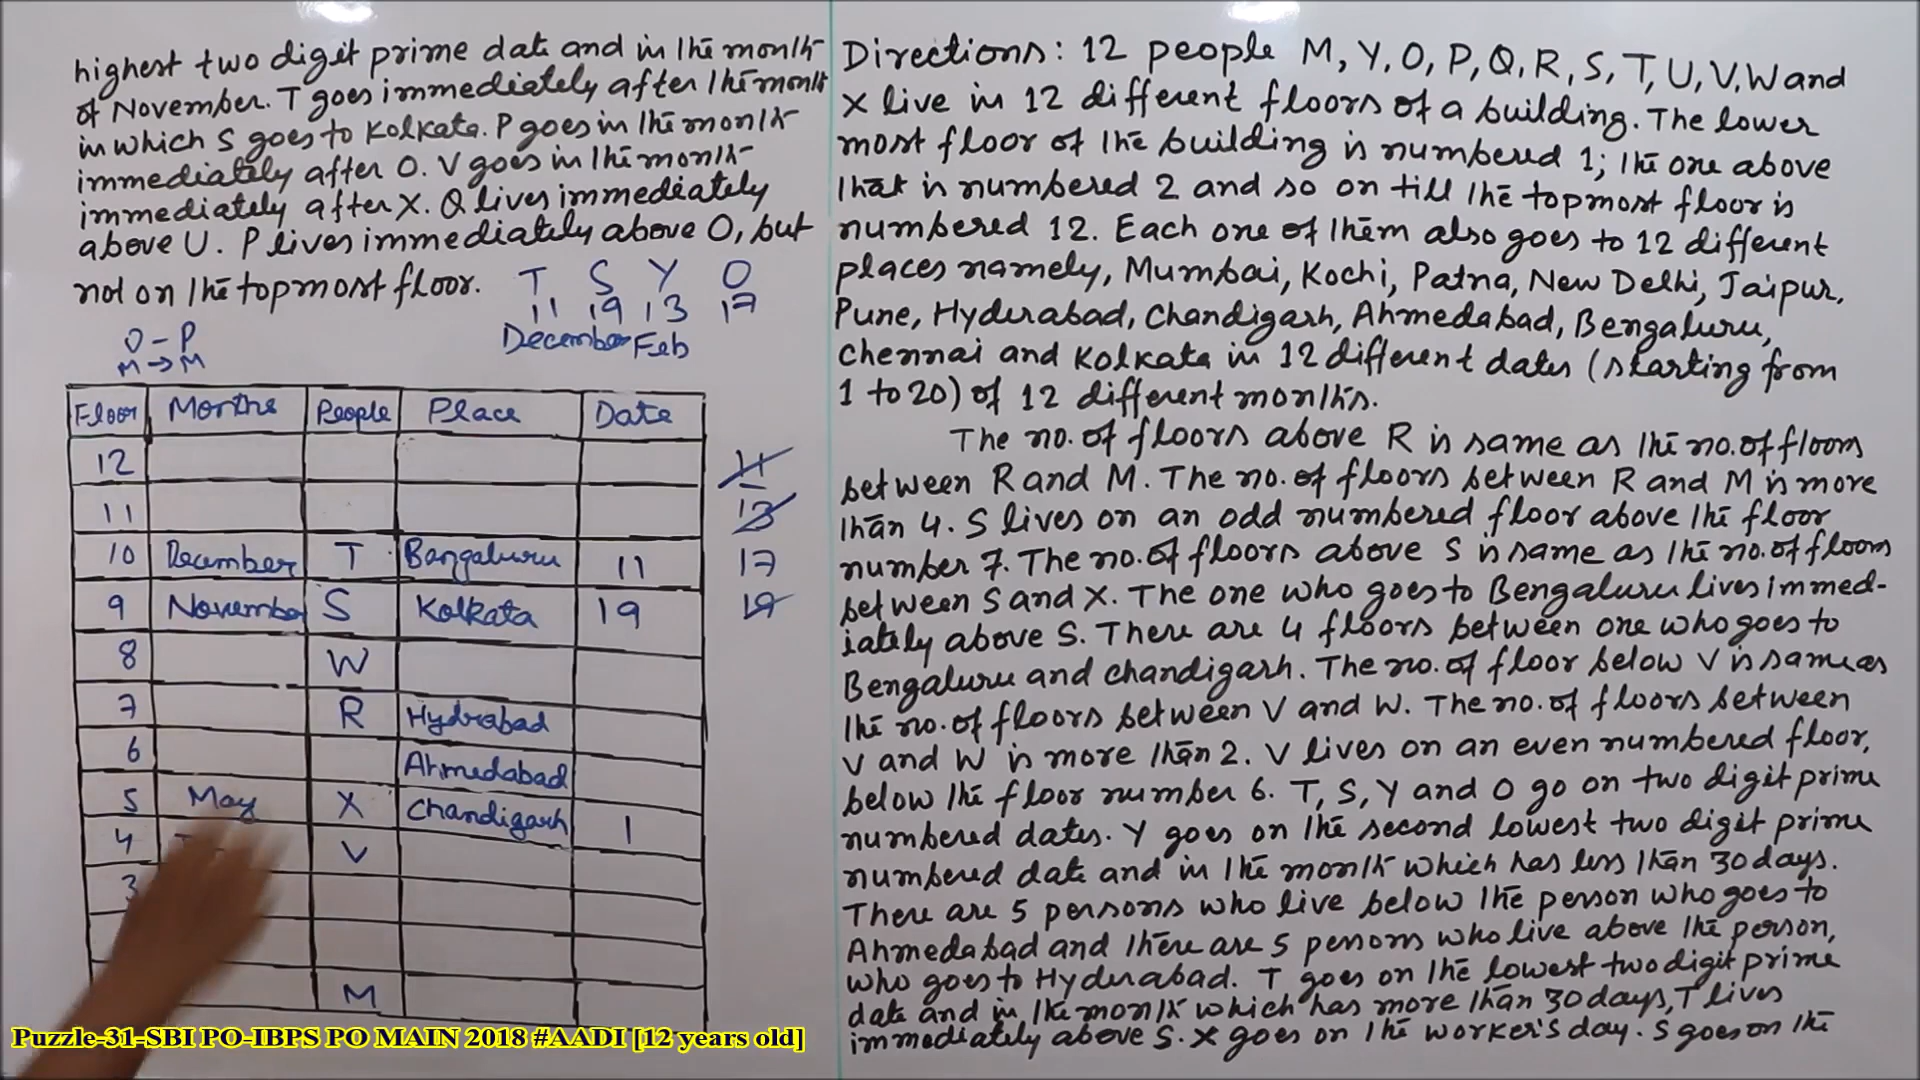 highest two digit prime date and in the month
of November. T goes immediately after the month
in which S goes to Kolkata. P goes in the month
immediately after O. V goes in the month
immediately after X. Q lives immediately
above U. P lives immediately above O, but
not on the topmost floor.
T S Y O
11 19 13 17
December Feb
O - P
M → M
Floor Months People Place Date
12
11
10 December T Bangaluru 11
9 November S Kolkata 19
8 W
7 R Hydrabad
6 Ahmedabad
5 May X Chandigarh 1
4 V
3
M
11
13
17
19
Directions: 12 people M, Y, O, P, Q, R, S, T, U, V, W and
X live in 12 different floors of a building. The lower
most floor of the building is numbered 1; the one above
that is numbered 2 and so on till the topmost floor is
numbered 12. Each one of them also goes to 12 different
places namely, Mumbai, Kochi, Patna, New Delhi, Jaipur,
Pune, Hyderabad, Chandigarh, Ahmedabad, Bengaluru,
Chennai and Kolkata in 12 different dates (starting from
1 to 20) of 12 different months.
The no. of floors above R is same as the no. of floors
between R and M. The no. of floors between R and M is more
than 4. S lives on an odd numbered floor above the floor
number 7. The no. of floors above S is same as the no. of floors
between S and X. The one who goes to Bengaluru lives immed-
iately above S. There are 4 floors between one who goes to
Bengaluru and Chandigarh. The no. of floor below V is same as
the no. of floors between V and W. The no. of floors between
V and W is more than 2. V lives on an even numbered floor,
below the floor number 6. T, S, Y and O go on two digit prime
numbered dates. Y goes on the second lowest two digit prime
numbered date and in the month which has less than 30 days.
There are 5 persons who live below the person who goes to
Ahmedabad and there are 5 persons who live above the person,
who goes to Hyderabad. T goes on the lowest two digit prime
date and in the month which has more than 30 days, T lives
immediately above S. X goes on the worker's day. S goes on the
Puzzle-31-SBI PO-IBPS PO MAIN 2018 #AADI [12 years old]